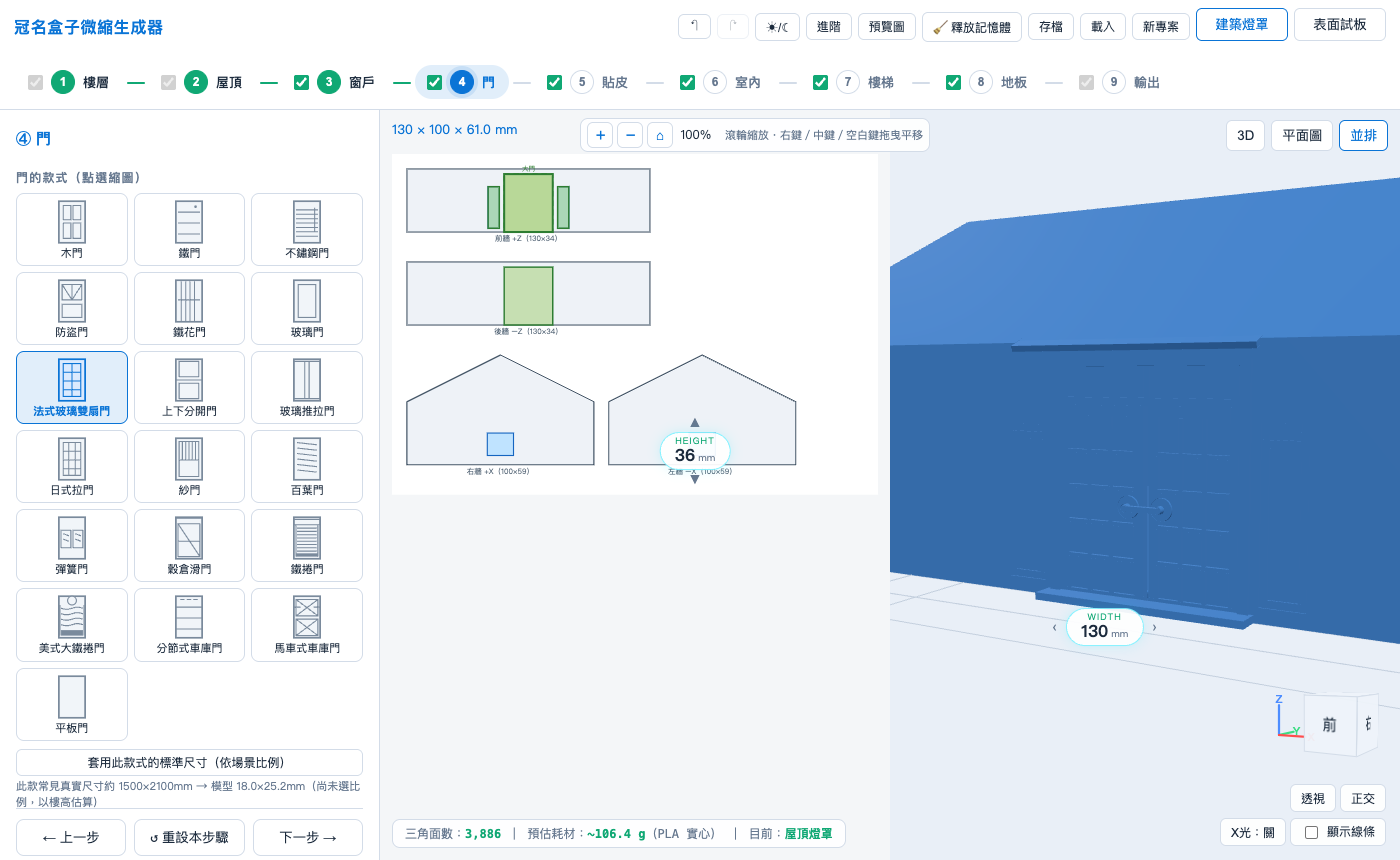 冠名盒子微縮生成器
↰
↱
☀/☾
進階
預覽圖
🧹 釋放記憶體
存檔
載入
新專案
建築燈罩
表面試板
1 樓層
2 屋頂
3 窗戶
4 門
5 貼皮
6 室內
7 樓梯
8 地板
9 輸出
④ 門
門的款式（點選縮圖）
木門
鐵門
不鏽鋼門
防盜門
鐵花門
玻璃門
法式玻璃雙扇門
上下分開門
玻璃推拉門
日式拉門
紗門
百葉門
彈簧門
穀倉滑門
鐵捲門
美式大鐵捲門
分節式車庫門
馬車式車庫門
平板門
套用此款式的標準尺寸（依場景比例）
此款常見真實尺寸約 1500×2100mm → 模型 18.0×25.2mm（尚未選比
例，以樓高估算）
← 上一步
↺ 重設本步驟
下一步 →
130 × 100 × 61.0 mm
+
−
⌂
100%
滾輪縮放 · 右鍵 / 中鍵 / 空白鍵拖曳平移
大門
前牆 +Z（130×34）
後牆 −Z（130×34）
右牆 +X（100×59）
左牆 −X（100×59）
HEIGHT
36 mm
3D
平面圖
並排
WIDTH
130 mm
Z
Y
前
透視
正交
X光：關
顯示線條
三角面數：3,886 | 預估耗材：~106.4 g (PLA 實心) | 目前：屋頂燈罩